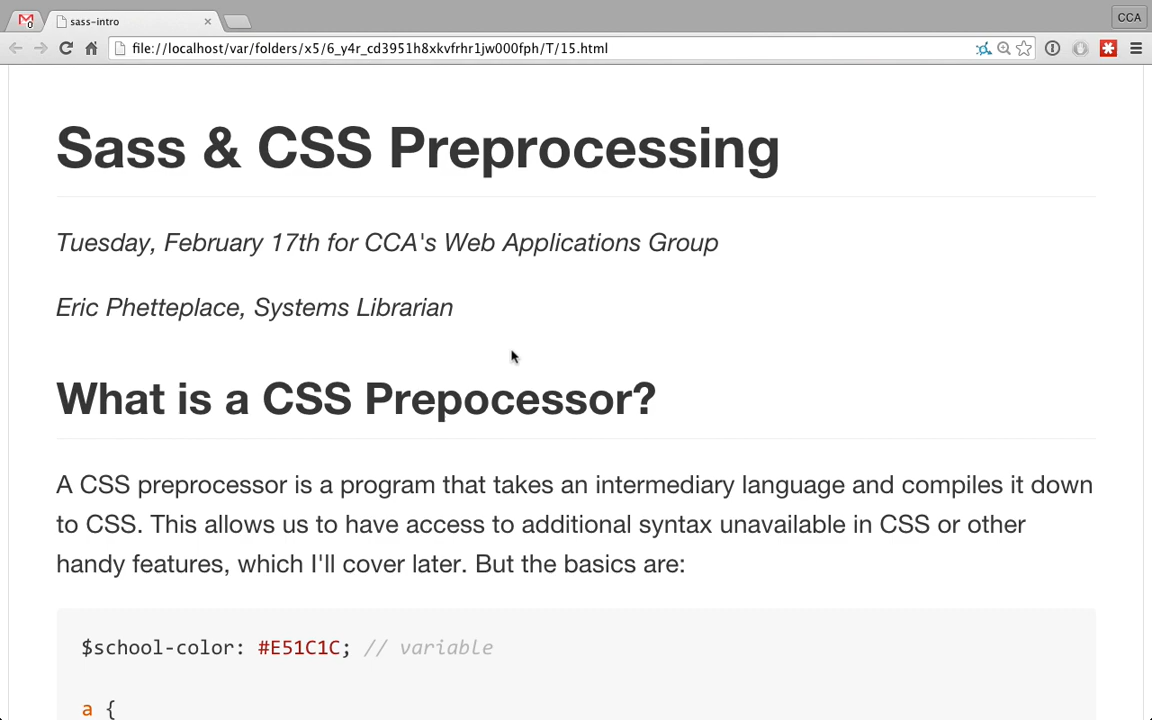 sass-intro
CCA
file://localhost/var/folders/x5/6_y4r_cd3951h8xkvfrhr1jw000fph/T/15.html
Sass & CSS Preprocessing
Tuesday, February 17th for CCA's Web Applications Group
Eric Phetteplace, Systems Librarian
What is a CSS Prepocessor?
A CSS preprocessor is a program that takes an intermediary language and compiles it down
to CSS. This allows us to have access to additional syntax unavailable in CSS or other
handy features, which I'll cover later. But the basics are:
$school-color: #E51C1C; // variable
a {